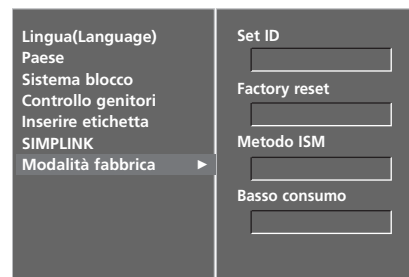 Lingua(Language)
Paese
Sistema blocco
Controllo genitori
Inserire etichetta
SIMPLINK
Modalità fabbrica ►
Set ID
Factory reset
Metodo ISM
Basso consumo